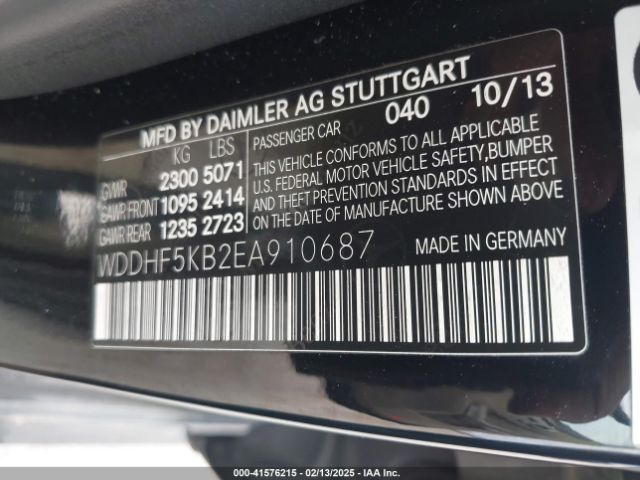 MFD BY DAIMLER AG STUTTGART
KG LBS
GVWR 2300 5071
GAWR FRONT 1095 2414
GAWR REAR 1235 2723
PASSENGER CAR 040 10/13
THIS VEHICLE CONFORMS TO ALL APPLICABLE
U.S. FEDERAL MOTOR VEHICLE SAFETY,BUMPER
AND THEFT PREVENTION STANDARDS IN EFFECT
ON THE DATE OF MANUFACTURE SHOWN ABOVE
WDDHF5KB2EA910687 MADE IN GERMANY
000-41576215 - 02/13/2025 - IAA Inc.